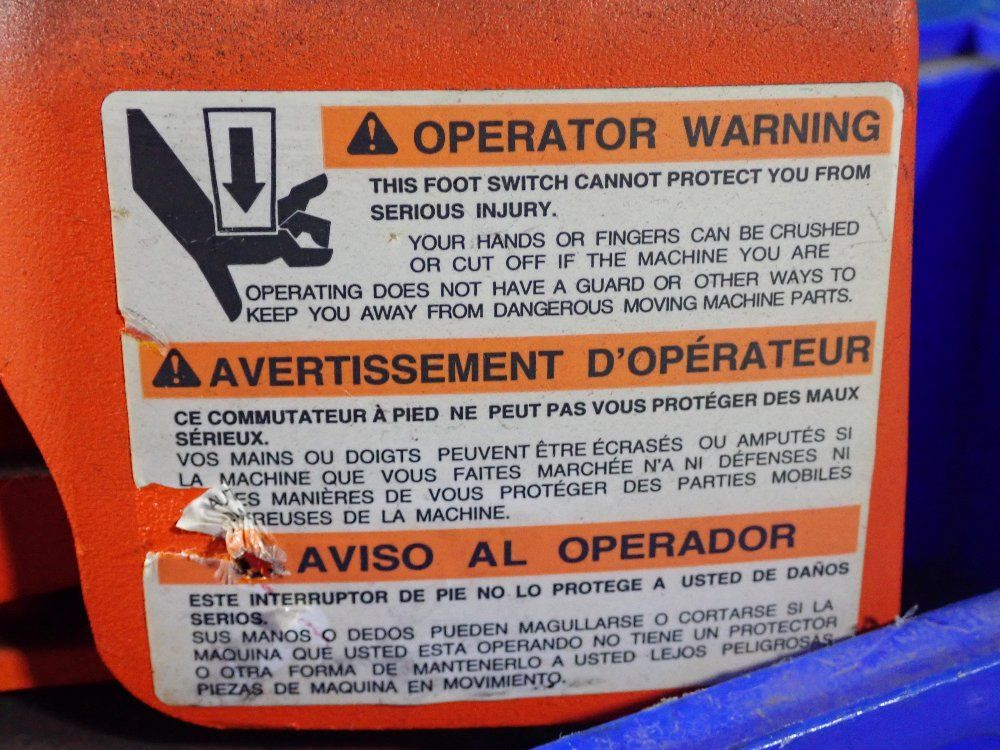 OPERATOR WARNING
THIS FOOT SWITCH CANNOT PROTECT YOU FROM
SERIOUS INJURY.
YOUR HANDS OR FINGERS CAN BE CRUSHED
OR CUT OFF IF THE MACHINE YOU ARE
OPERATING DOES NOT HAVE A GUARD OR OTHER WAYS TO
KEEP YOU AWAY FROM DANGEROUS MOVING MACHINE PARTS.
AVERTISSEMENT D'OPÉRATEUR
CE COMMUTATEUR À PIED NE PEUT PAS VOUS PROTÉGER DES MAUX
SÉRIEUX.
VOS MAINS OU DOIGTS PEUVENT ÊTRE ÉCRASÉS OU AMPUTÉS SI
LA MACHINE QUE VOUS FAITES MARCHÉE N'A NI DÉFENSES NI
MANIÈRES DE VOUS PROTÉGER DES PARTIES MOBILES
DE LA MACHINE.
AVISO AL OPERADOR
ESTE INTERRUPTOR DE PIE NO LO PROTEGE A USTED DE DAÑOS
SERIOS.
SUS MANOS O DEDOS PUEDEN MAGULLARSE O CORTARSE SI LA
MAQUINA QUE USTED ESTA OPERANDO NO TIENE UN PROTECTOR
O OTRA FORMA DE MANTENERLO A USTED LEJOS PELIGROSAS
PIEZAS DE MAQUINA EN MOVIMIENTO.